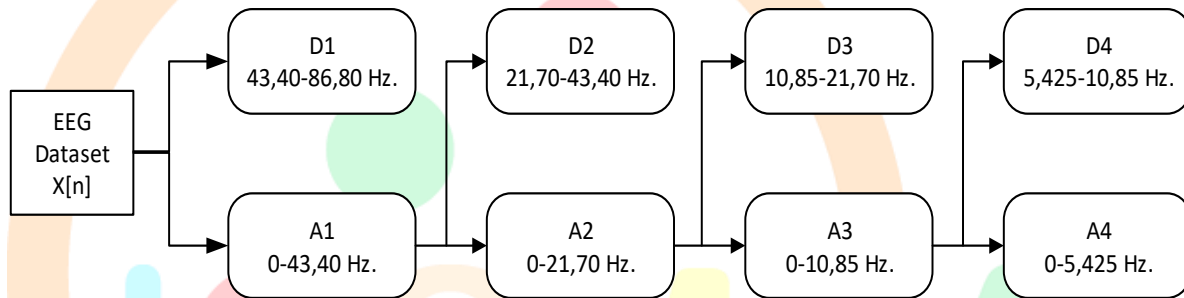 D1
43,40-86,80 Hz.
D2
21,70-43,40 Hz.
D3
10,85-21,70 Hz.
D4
5,425-10,85 Hz.
EEG
Dataset
X[n]
A1
0-43,40 Hz.
A2
0-21,70 Hz.
A3
0-10,85 Hz.
A4
0-5,425 Hz.